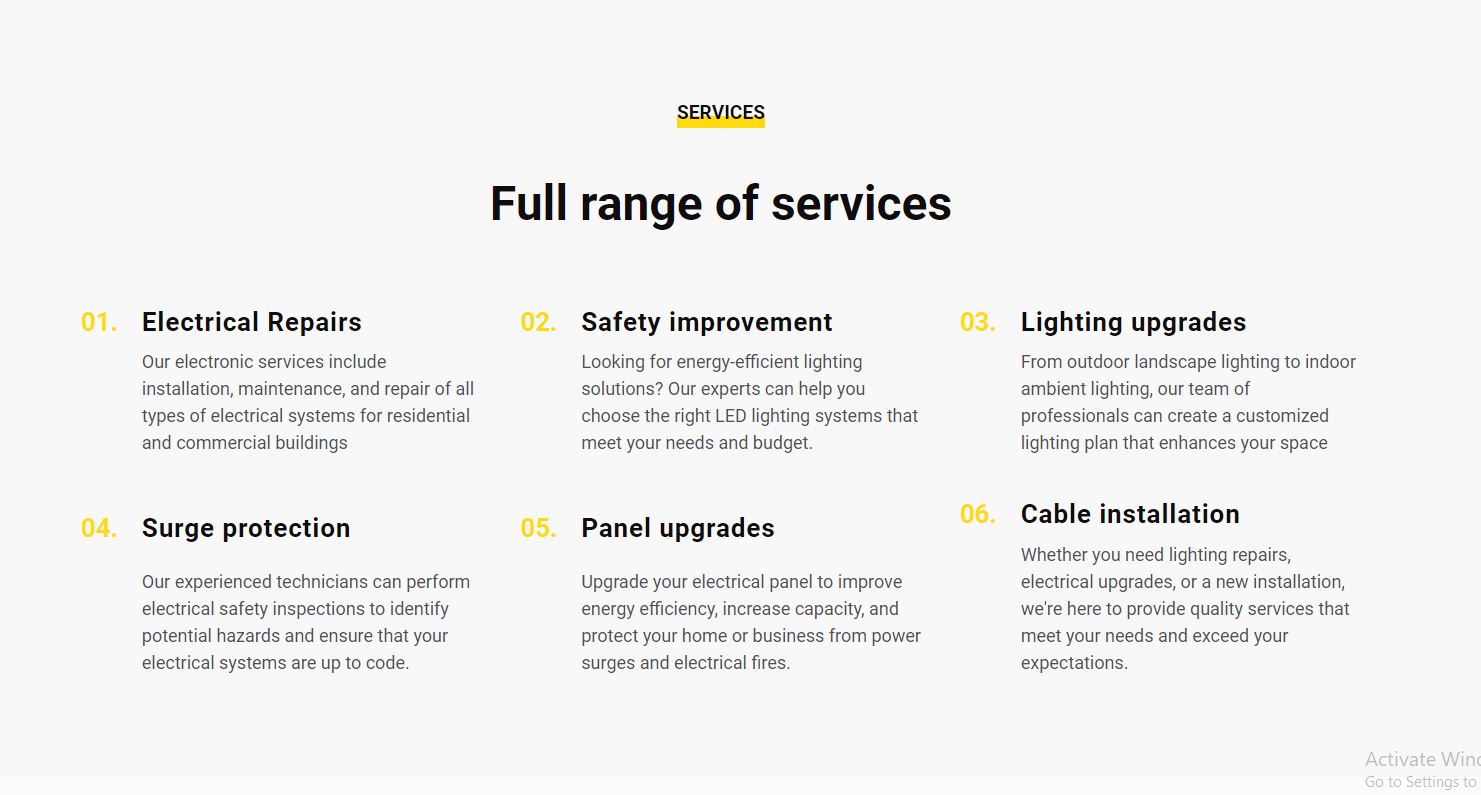 SERVICES
Full range of services
01. Electrical Repairs
Our electronic services include
installation, maintenance, and repair of all
types of electrical systems for residential
and commercial buildings
02. Safety improvement
Looking for energy-efficient lighting
solutions? Our experts can help you
choose the right LED lighting systems that
meet your needs and budget.
03. Lighting upgrades
From outdoor landscape lighting to indoor
ambient lighting, our team of
professionals can create a customized
lighting plan that enhances your space
04. Surge protection
Our experienced technicians can perform
electrical safety inspections to identify
potential hazards and ensure that your
electrical systems are up to code.
05. Panel upgrades
Upgrade your electrical panel to improve
energy efficiency, increase capacity, and
protect your home or business from power
surges and electrical fires.
06. Cable installation
Whether you need lighting repairs,
electrical upgrades, or a new installation,
we're here to provide quality services that
meet your needs and exceed your
expectations.
Activate Winc
Go to Settings to